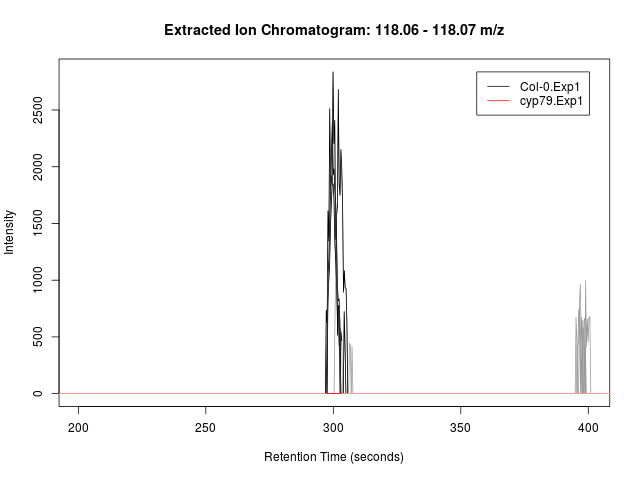 Extracted Ion Chromatogram: 118.06 - 118.07 m/z
Col-0.Exp1
cyp79.Exp1
Intensity
2500
2000
1500
1000
500
0
200 250 300 350 400
Retention Time (seconds)